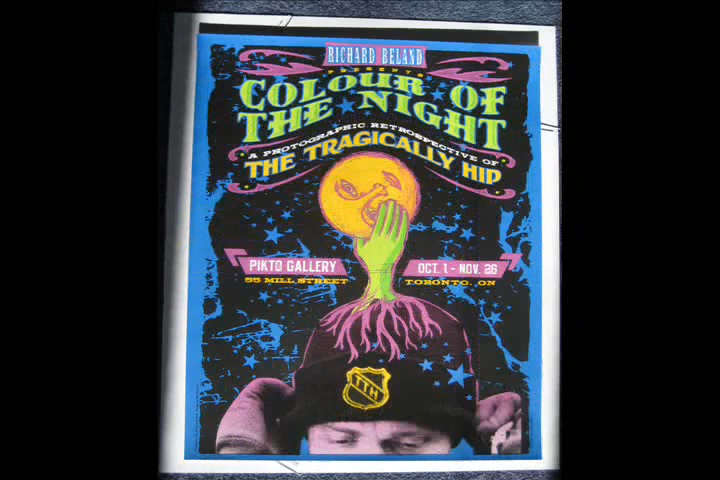 RICHARD BELAND
PRESENTS
COLOUR OF
THE NIGHT
A PHOTOGRAPHIC RETROSPECTIVE OF
THE TRAGICALLY HIP
PIKTO GALLERY
OCT. 1 - NOV. 26
55 MILL STREET
TORONTO, ON
TTH